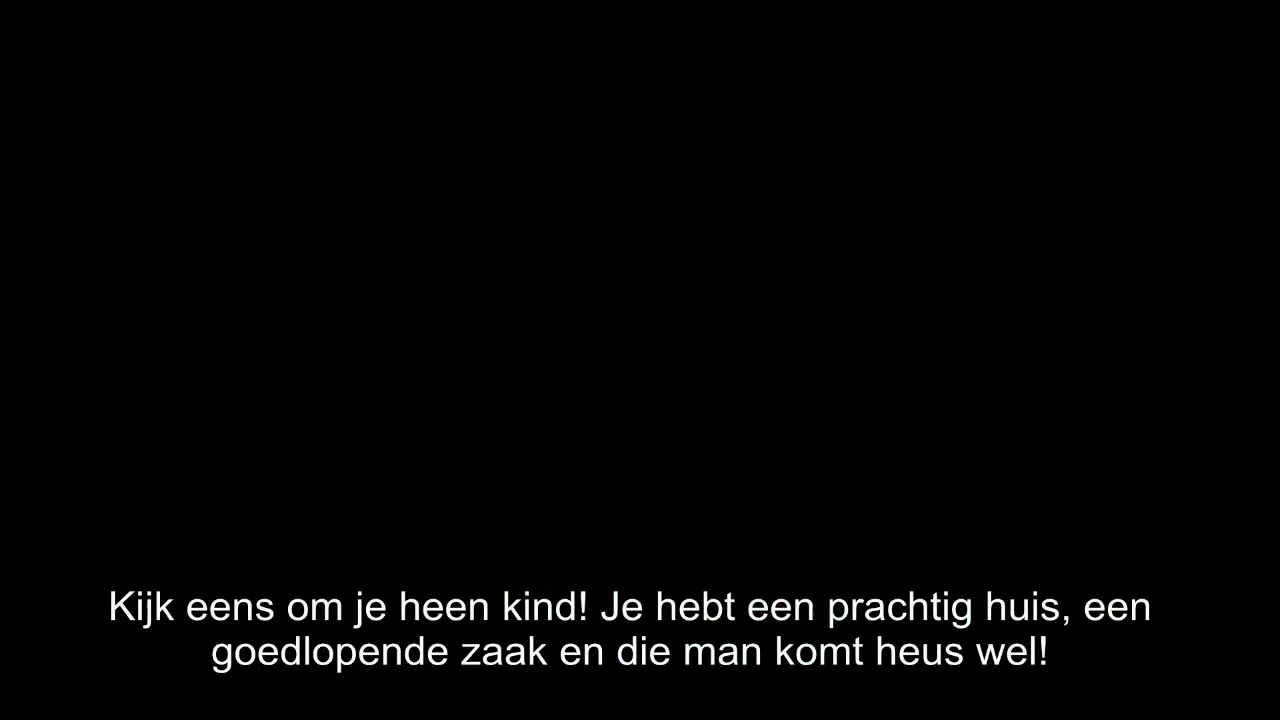 Kijk eens om je heen kind! Je hebt een prachtig huis, een
goedlopende zaak en die man komt heus wel!